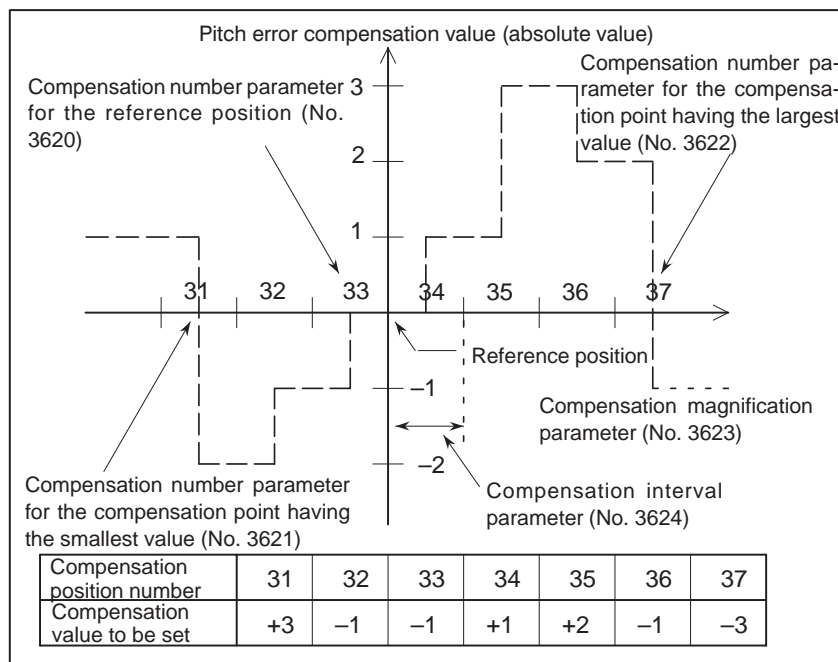 Pitch error compensation value (absolute value)
Compensation number parameter
for the reference position (No.
3620)
Compensation number pa-
rameter for the compensa-
tion point having the largest
value (No. 3622)
3
2
1
31 32 33 34 35 36 37
Reference position
–1
–2
Compensation magnification
parameter (No. 3623)
Compensation number parameter
for the compensation point having
the smallest value (No. 3621)
Compensation interval
parameter (No. 3624)
Compensation
position number
31 32 33 34 35 36 37
Compensation
value to be set
+3 –1 –1 +1 +2 –1 –3